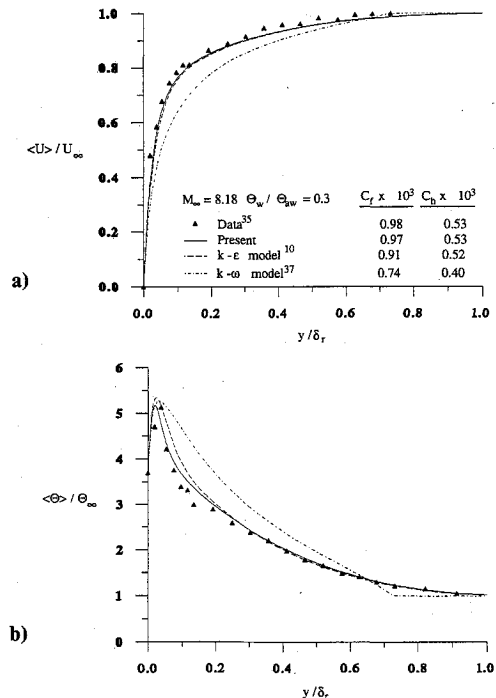 a)
1.0
0.8
0.6
0.4
0.2
0.0
<U> / U∞
M∞ = 8.18 Θw / Θaw = 0.3 Cf x 10³ Ch x 10³
Data³⁵ 0.98 0.53
Present 0.97 0.53
k - ε model ¹⁰ 0.91 0.52
k - ω model³⁷ 0.74 0.40
0.0 0.2 0.4 0.6 0.8 1.0
y / δr
b)
6
5
4
3
2
1
0
<Θ> / Θ∞
0.0 0.2 0.4 0.6 0.8 1.0
y / δr